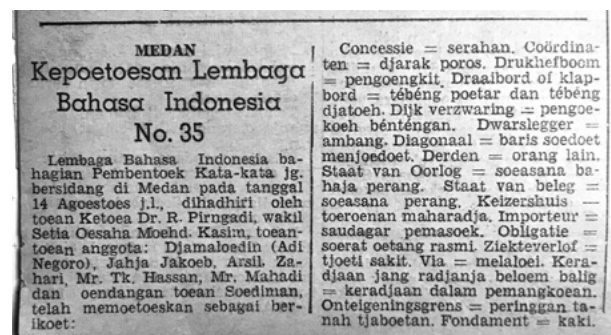 MEDAN
Kepoetoesan Lembaga
Bahasa Indonesia
No. 35
Lembaga Bahasa Indonesia ba-
hagian Pembentoek Kata-kata jg.
bersidang di Medan pada tanggal
14 Agoestoes j.l., dihadhiri oleh
toean Ketoea Dr. R. Pirngadi, wakil
Setia Oesaha Moehd. Kasim, toean-
toean anggota: Djamaloedin (Adi
Negoro), Jahja Jakoeb, Arsil. Za-
hari, Mr. Tk. Hassan, Mr. Mahadi
dan oendangan toean Soediman,
telah memoetoeskan sebagai ber-
ikoet:
Concessie = serahan. Coördina-
ten = djarak poros. Drukhefboom
= pengoengkit. Draaibord of klap-
bord = tébéng poetar dan tébéng
djatoeh. Dijk verzwaring = pengoe-
koeh bénténgan. Dwarslegger =
ambang. Diagonaal = baris soedoet
menjoedoet. Derden = orang lain.
Staat van Oorlog = soeasana ba-
haja perang. Staat van beleg =
soeasana perang. Keizershuis =
toeroenan maharadja. Importeur =
saudagar pemasoek. Obligatie =
soerat oetang rasmi. Ziekteverlof =
tjoeti sakit. Via = melaloei. Kera-
djaan jang radjanja beloem balig
= keradjaan dalam pemangkoean.
Onteigeningsgrens = peringgan ta-
nah tjaboetan. Fondament = kaki.